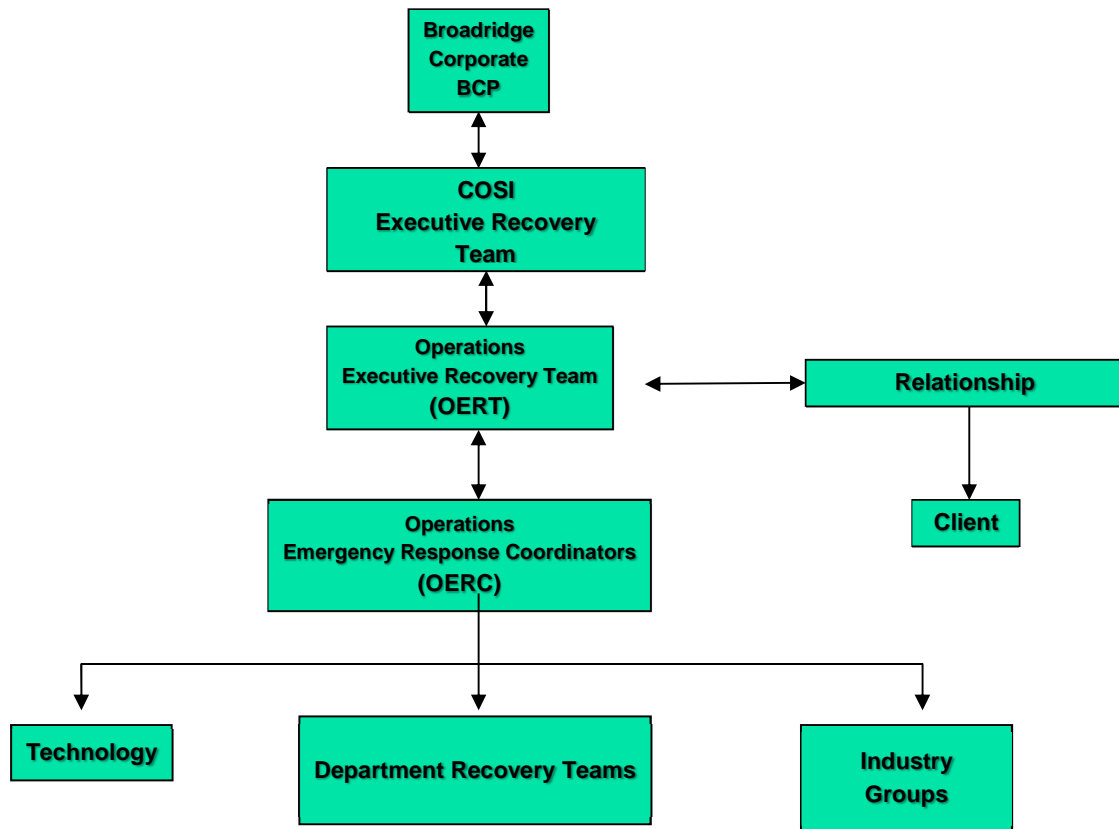 Broadridge
Corporate
BCP
COSI
Executive Recovery
Team
Operations
Executive Recovery Team
(OERT)
Relationship
Operations
Emergency Response Coordinators
(OERC)
Client
Technology
Department Recovery Teams
Industry
Groups